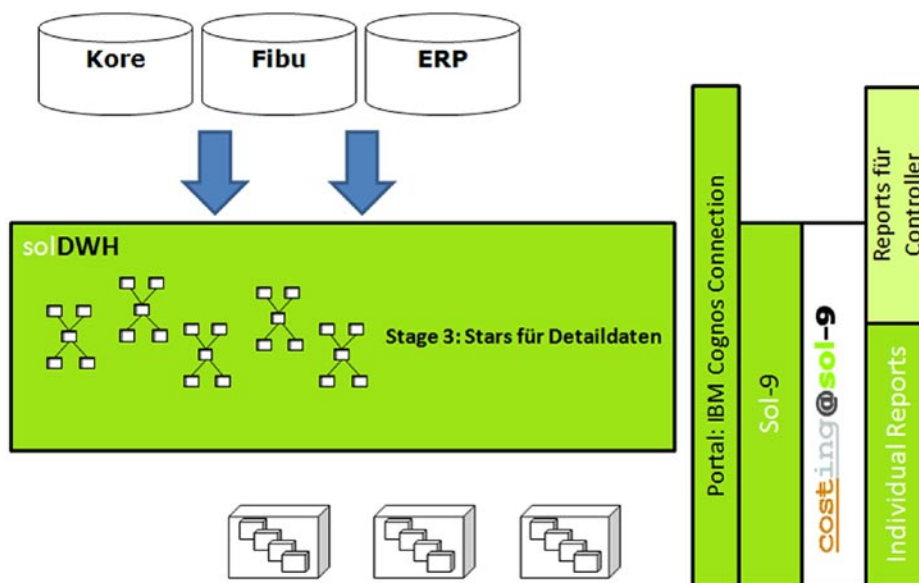 Kore
Fibu
ERP
solDWH
Stage 3: Stars für Detaildaten
Portal: IBM Cognos Connection
Sol-9
costing@sol-9
Reports für
Controller
Individual Reports